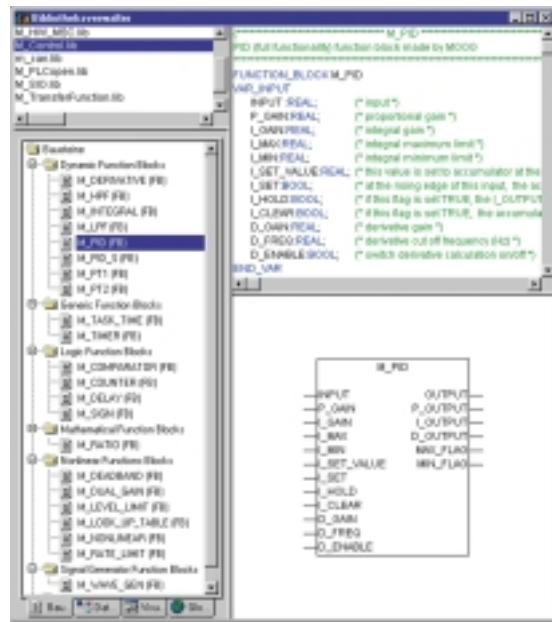 Bibliotheksverwalter
M_HW_MSC.lib
M_Control.lib
m_can.lib
M_PLCopen.lib
M_SIO.lib
M_TransferFunction.lib
Bausteine
Dynamic Function Blocks
M_DERIVATIVE (FB)
M_HPF (FB)
M_INTEGRAL (FB)
M_LPF (FB)
M_PID (FB)
M_PID_S (FB)
M_PT1 (FB)
M_PT2 (FB)
Generic Function Blocks
M_TASK_TIME (FB)
M_TIMER (FB)
Logic Function Blocks
M_COMPARATOR (FB)
M_COUNTER (FB)
M_DELAY (FB)
M_SIGN (FB)
Mathematical Function Blocks
M_RATIO (FB)
Nonlinear Functions Blocks
M_DEADBAND (FB)
M_DUAL_GAIN (FB)
M_LEVEL_LIMIT (FB)
M_LOOK_UP_TABLE (FB)
M_NONLINEAR (FB)
M_RATE_LIMIT (FB)
Signal Generator Function Blocks
M_WAVE_GEN (FB)
Bau...
Dat...
Visu...
Glo...
M_PID
PID (full functionality) function block made by MOOG
FUNCTION_BLOCK M_PID
VAR_INPUT
INPUT:REAL; (* input *)
P_GAIN:REAL; (* proportional gain *)
I_GAIN:REAL; (* integral gain *)
I_MAX:REAL; (* integral maximum limit *)
I_MIN:REAL; (* integral minimum limit *)
I_SET_VALUE:REAL; (* this value is set to accumulator at the
I_SET:BOOL; (* at the rising edge of this input, the ac
I_HOLD:BOOL; (* if this flag is set TRUE, the I_OUTPUT
I_CLEAR:BOOL; (* if this flag is set TRUE, the accumula
D_GAIN:REAL; (* derivative gain *)
D_FREQ:REAL; (* derivative cut off frequency
D_ENABLE:BOOL; (* switch derivative calculation on/off *)
END_VAR
M_PID
INPUT OUTPUT
P_GAIN P_OUTPUT
I_GAIN I_OUTPUT
I_MAX D_OUTPUT
I_MIN MAX_FLAG
I_SET_VALUE MIN_FLAG
I_SET
I_HOLD
I_CLEAR
D_GAIN
D_FREQ
D_ENABLE